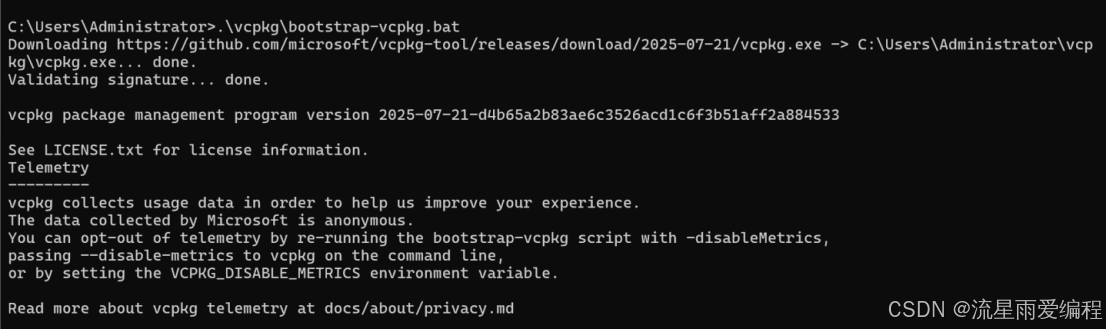 C:\Users\Administrator>.\vcpkg\bootstrap-vcpkg.bat
Downloading https://github.com/microsoft/vcpkg-tool/releases/download/2025-07-21/vcpkg.exe -> C:\Users\Administrator\vcp
kg\vcpkg.exe... done.
Validating signature... done.
vcpkg package management program version 2025-07-21-d4b65a2b83ae6c3526acd1c6f3b51aff2a884533
See LICENSE.txt for license information.
Telemetry
---------
vcpkg collects usage data in order to help us improve your experience.
The data collected by Microsoft is anonymous.
You can opt-out of telemetry by re-running the bootstrap-vcpkg script with -disableMetrics,
passing --disable-metrics to vcpkg on the command line,
or by setting the VCPKG_DISABLE_METRICS environment variable.
Read more about vcpkg telemetry at docs/about/privacy.md
CSDN @流星雨爱编程